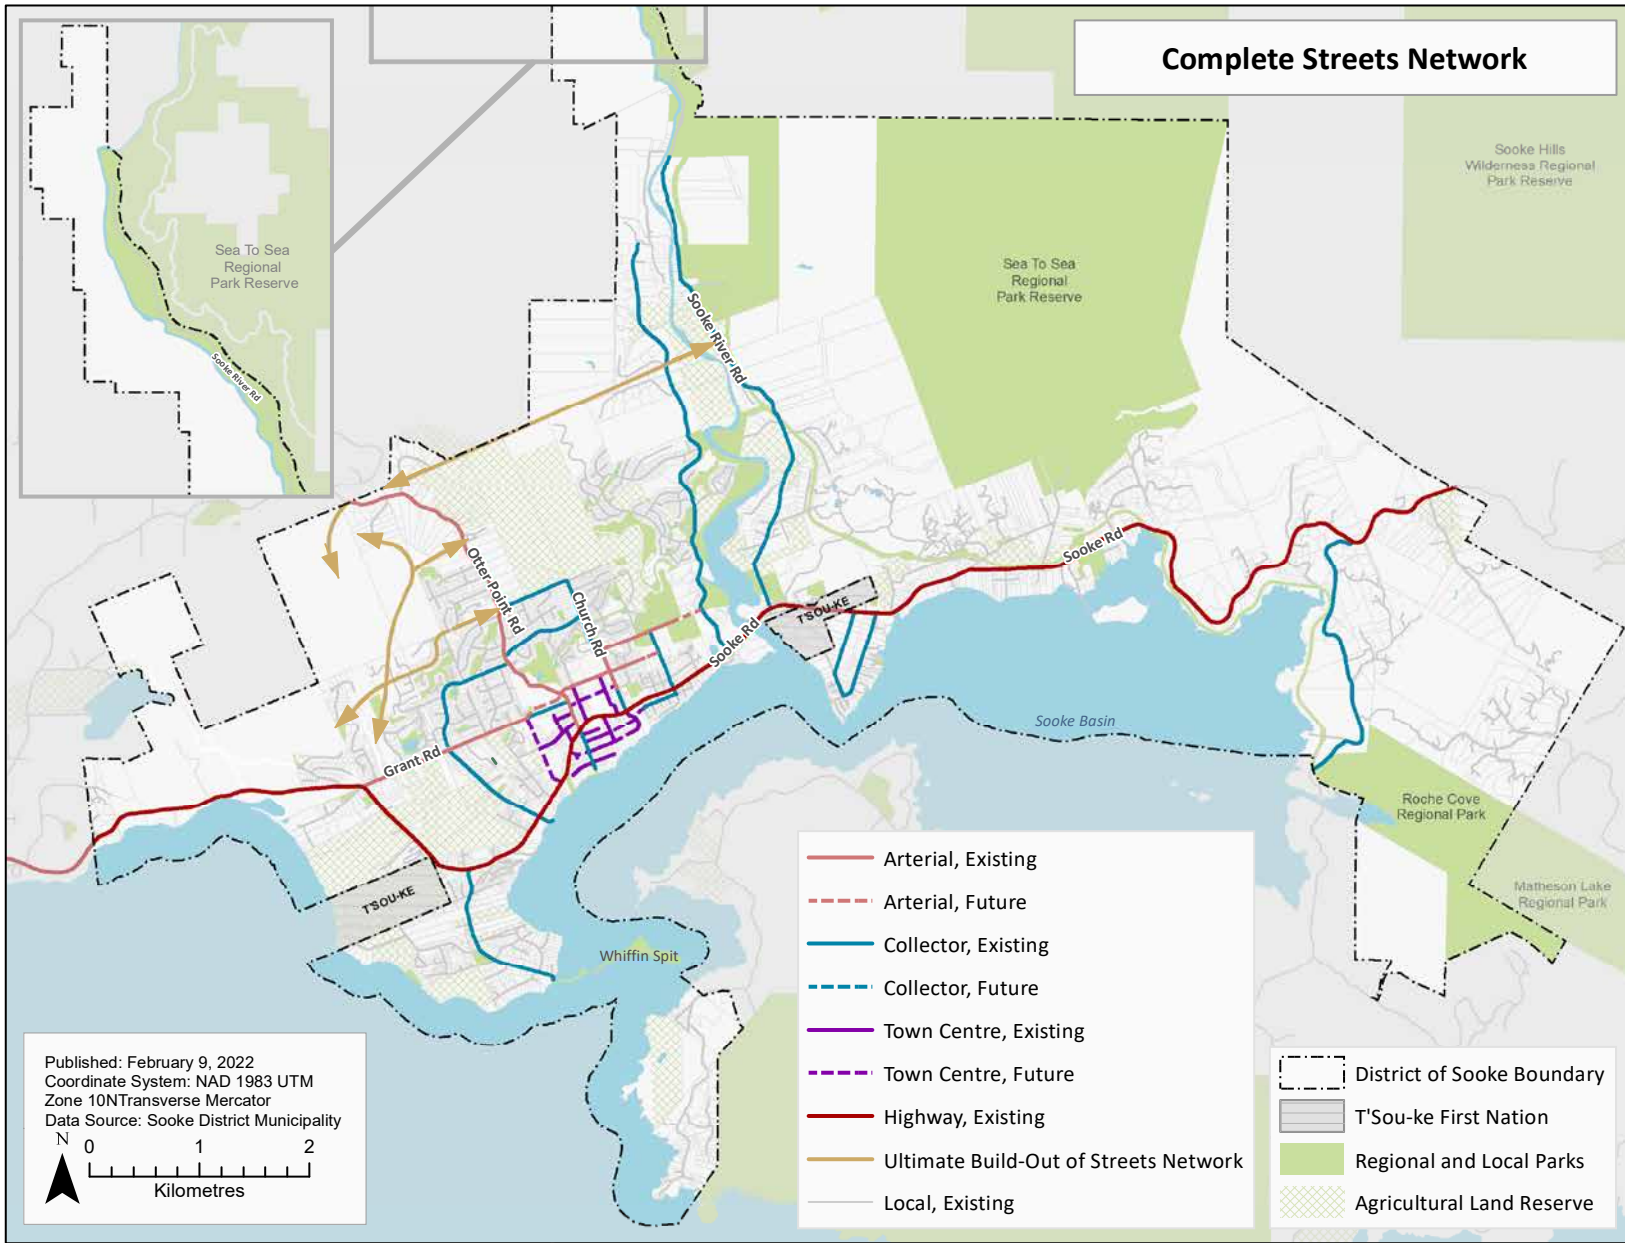 Complete Streets Network
Sooke Hills
Wilderness Regional
Park Reserve
Sea To Sea
Regional
Park Reserve
Sooke River Rd
Sea To Sea
Regional
Park Reserve
Sooke River Rd
Otter Point Rd
Church Rd
Sooke Rd
Sooke Rd
T'SOU-KE
Grant Rd
Sooke Basin
Roche Cove
Regional Park
Matheson Lake
Regional Park
T'SOU-KE
Whiffin Spit
Arterial, Existing
Arterial, Future
Collector, Existing
Collector, Future
Town Centre, Existing
Town Centre, Future
Highway, Existing
Ultimate Build-Out of Streets Network
Local, Existing
District of Sooke Boundary
T'Sou-ke First Nation
Regional and Local Parks
Agricultural Land Reserve
Published: February 9, 2022
Coordinate System: NAD 1983 UTM
Zone 10NTransverse Mercator
Data Source: Sooke District Municipality
N
0 1 2
Kilometres